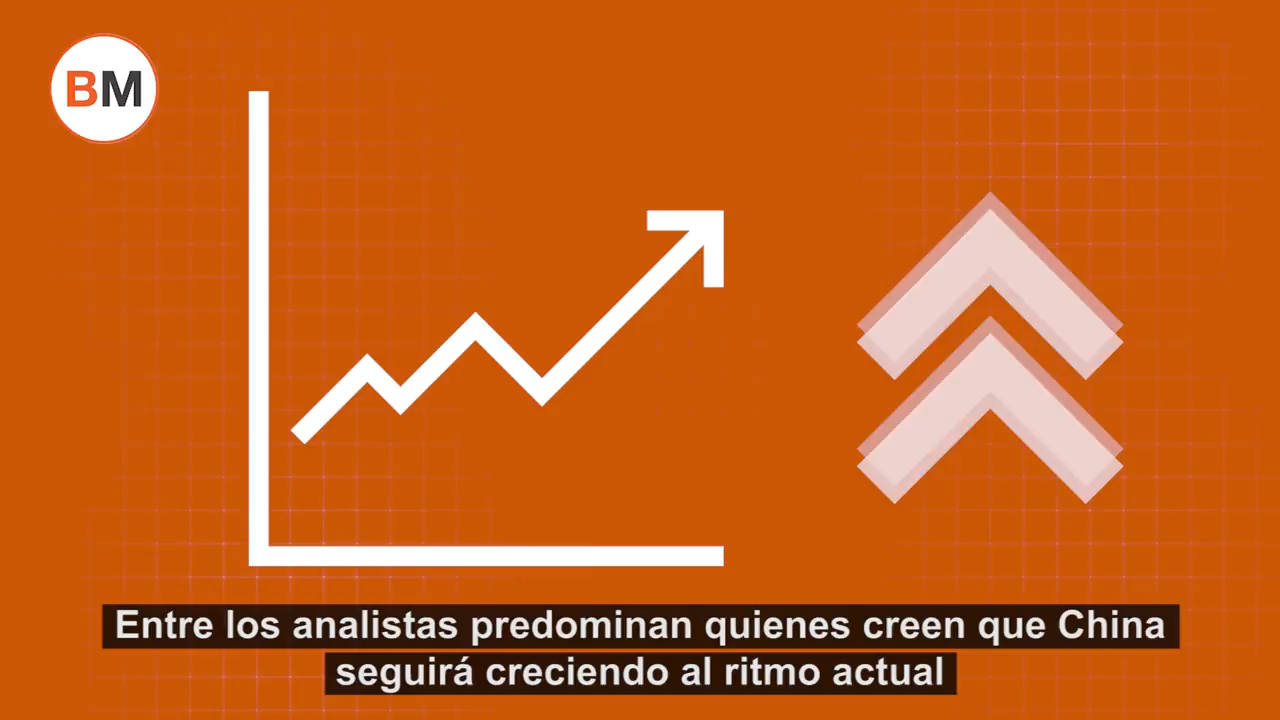 BM
Entre los analistas predominan quienes creen que China
seguirá creciendo al ritmo actual